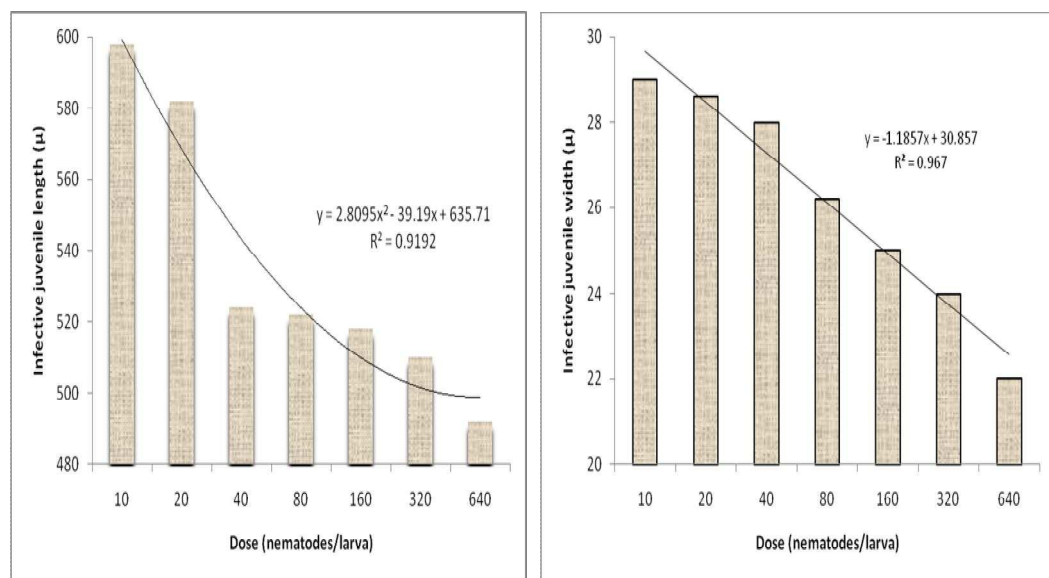 Infective juvenile length (µ)
600
580
560
540
520
500
480
y = 2.8095x² - 39.19x + 635.71
R² = 0.9192
10 20 40 80 160 320 640
Dose (nematodes/larva)
Infective juvenile width (µ)
30
28
26
24
22
20
y = -1.1857x + 30.857
R² = 0.967
10 20 40 80 160 320 640
Dose (nematodes/larva)